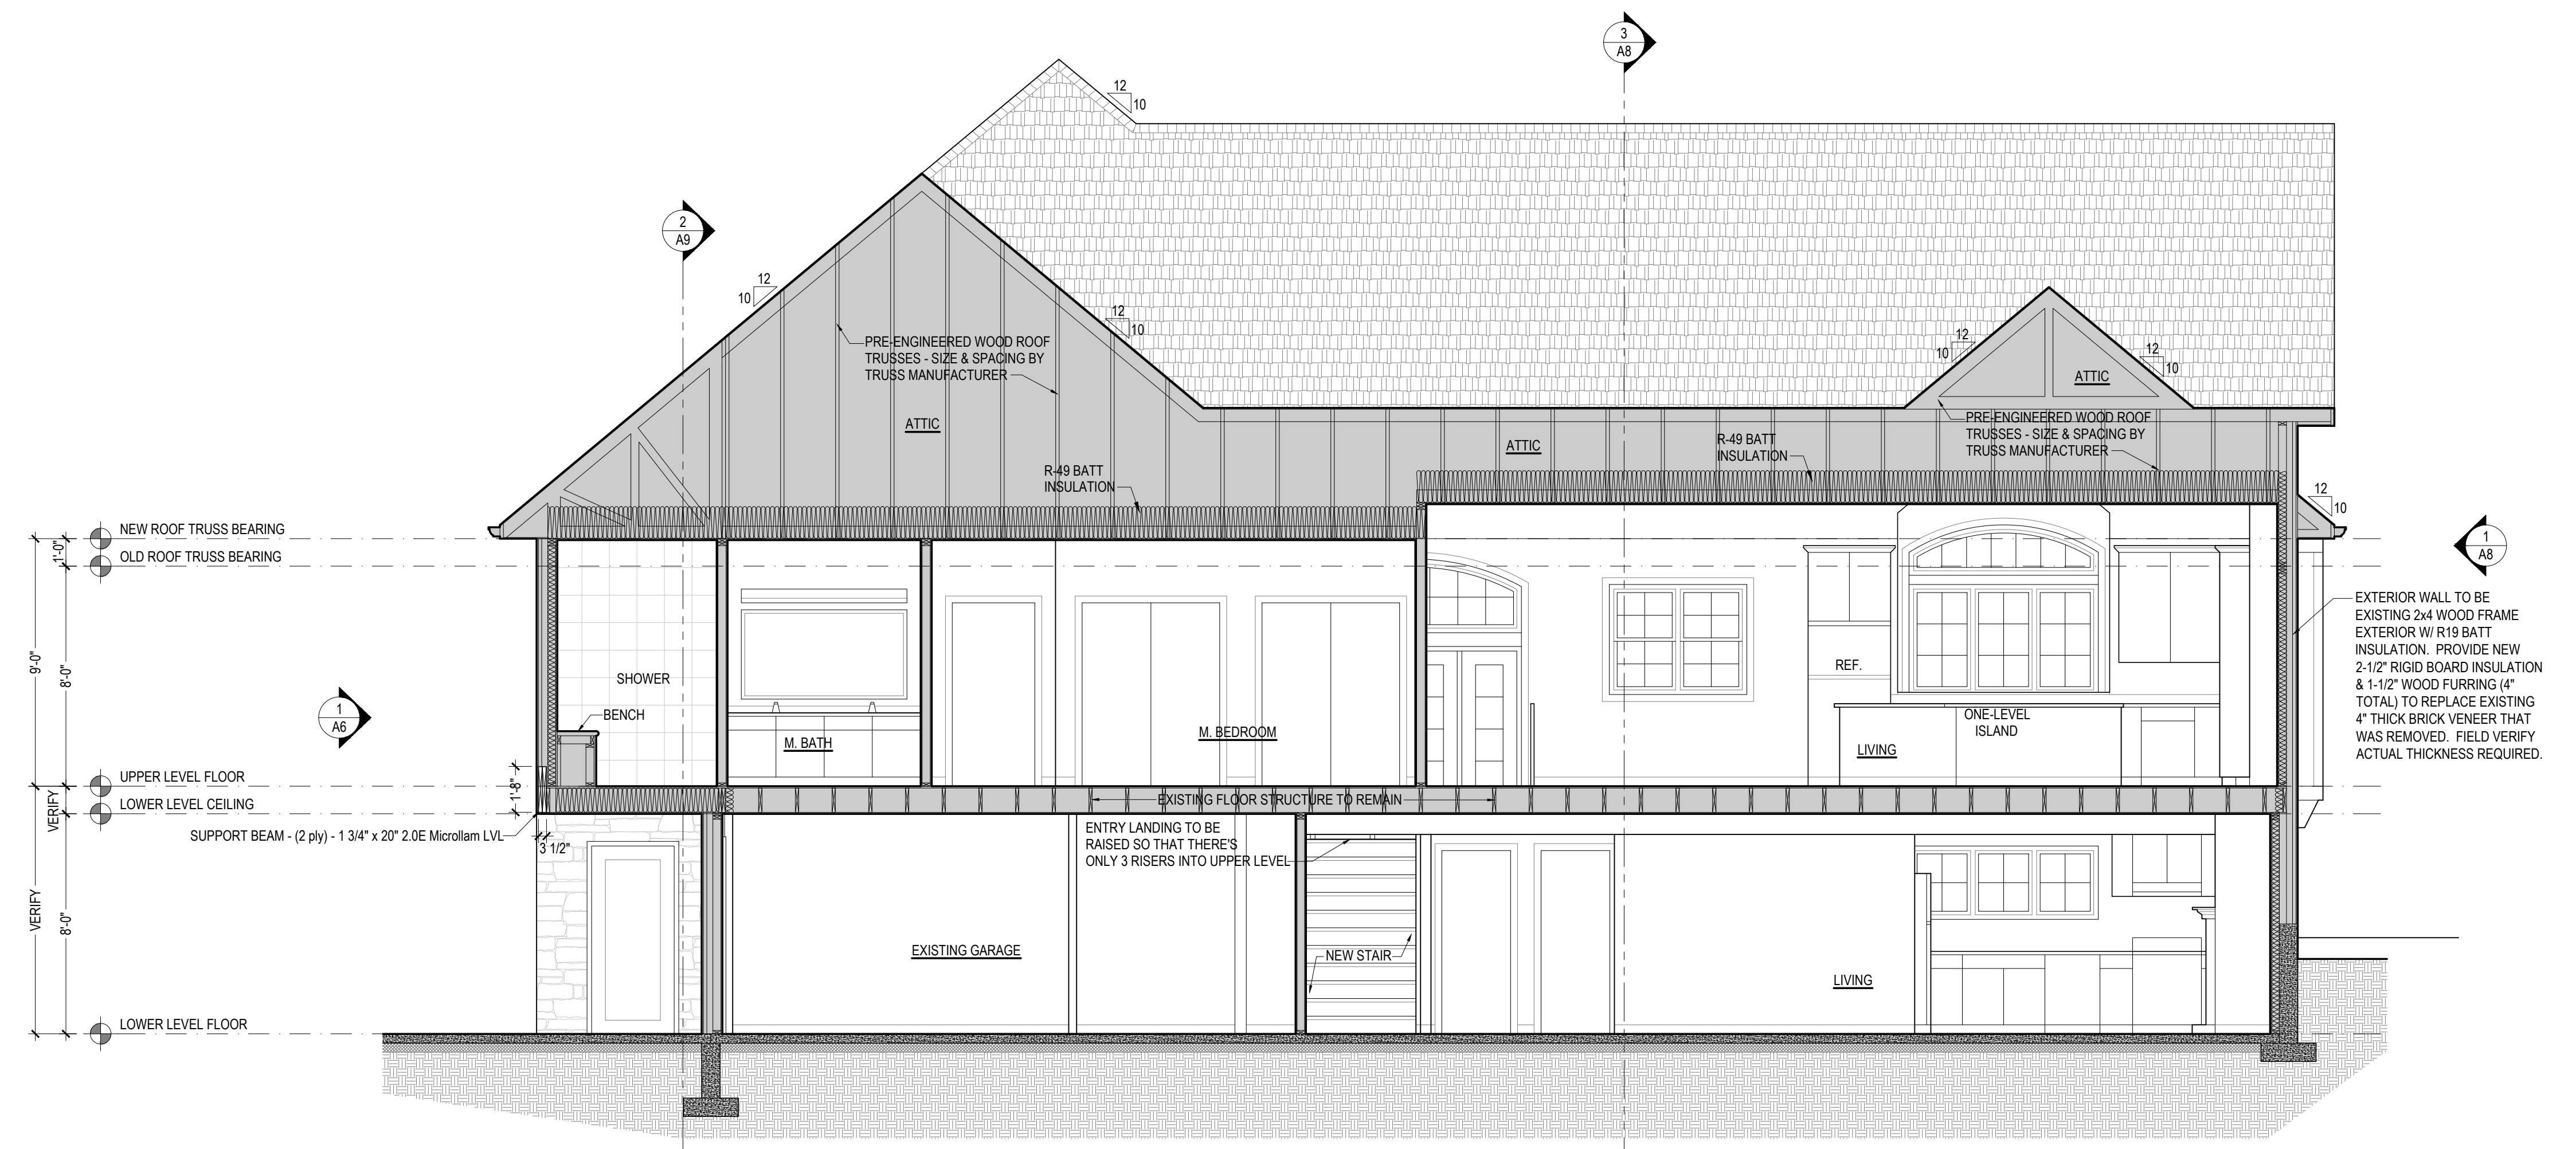 3
A8
12
10
2
A9
12
10
12
10
12
10
12
10
PRE-ENGINEERED WOOD ROOF
TRUSSES - SIZE & SPACING BY
TRUSS MANUFACTURER
ATTIC
ATTIC
PRE-ENGINEERED WOOD ROOF
TRUSSES - SIZE & SPACING BY
TRUSS MANUFACTURER
ATTIC
R-49 BATT
INSULATION
R-49 BATT
INSULATION
12
10
NEW ROOF TRUSS BEARING
OLD ROOF TRUSS BEARING
1'-0"
9'-0"
8'-0"
1
A8
EXTERIOR WALL TO BE
EXISTING 2x4 WOOD FRAME
EXTERIOR W/ R19 BATT
INSULATION. PROVIDE NEW
2-1/2" RIGID BOARD INSULATION
& 1-1/2" WOOD FURRING (4"
TOTAL) TO REPLACE EXISTING
4" THICK BRICK VENEER THAT
WAS REMOVED. FIELD VERIFY
ACTUAL THICKNESS REQUIRED.
1
A6
SHOWER
BENCH
M. BATH
M. BEDROOM
REF.
ONE-LEVEL
ISLAND
LIVING
UPPER LEVEL FLOOR
LOWER LEVEL CEILING
VERIFY
1'-8"
EXISTING FLOOR STRUCTURE TO REMAIN
SUPPORT BEAM - (2 ply) - 1 3/4" x 20" 2.0E Microllam LVL
3 1/2"
ENTRY LANDING TO BE
RAISED SO THAT THERE'S
ONLY 3 RISERS INTO UPPER LEVEL
VERIFY
8'-0"
EXISTING GARAGE
NEW STAIR
LIVING
LOWER LEVEL FLOOR